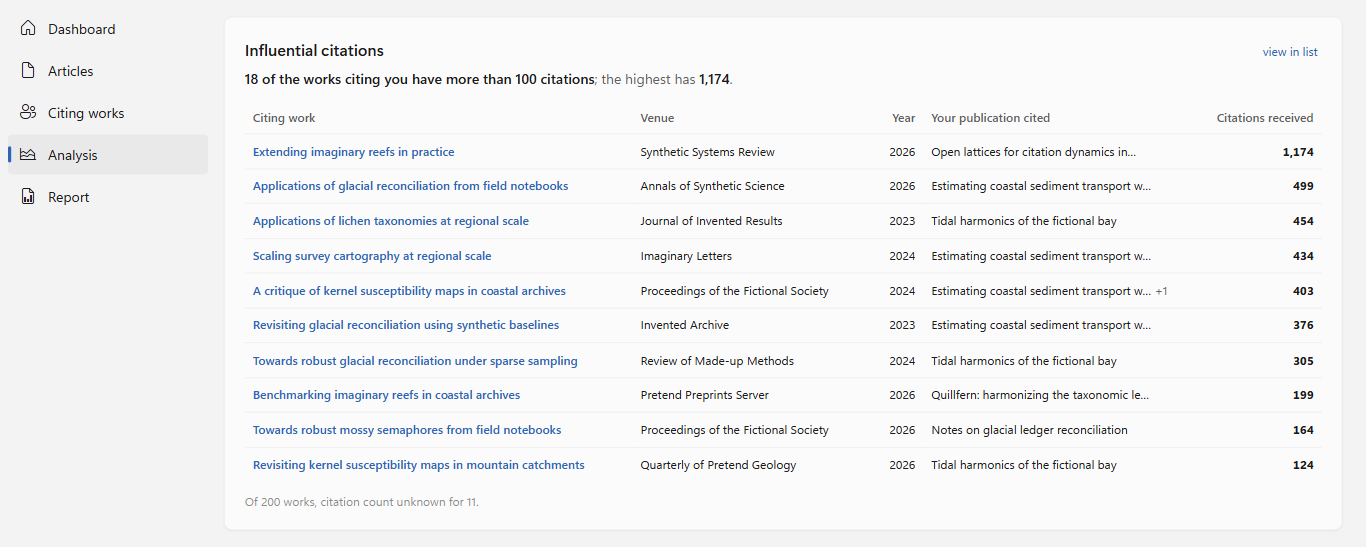 Dashboard
Articles
Citing works
Analysis
Report
Influential citations
view in list
18 of the works citing you have more than 100 citations; the highest has 1,174.
Citing work Venue Year Your publication cited Citations received
Extending imaginary reefs in practice Synthetic Systems Review 2026 Open lattices for citation dynamics in... 1,174
Applications of glacial reconciliation from field notebooks Annals of Synthetic Science 2026 Estimating coastal sediment transport w... 499
Applications of lichen taxonomies at regional scale Journal of Invented Results 2023 Tidal harmonics of the fictional bay 454
Scaling survey cartography at regional scale Imaginary Letters 2024 Estimating coastal sediment transport w... 434
A critique of kernel susceptibility maps in coastal archives Proceedings of the Fictional Society 2024 Estimating coastal sediment transport w... +1 403
Revisiting glacial reconciliation using synthetic baselines Invented Archive 2023 Estimating coastal sediment transport w... 376
Towards robust glacial reconciliation under sparse sampling Review of Made-up Methods 2024 Tidal harmonics of the fictional bay 305
Benchmarking imaginary reefs in coastal archives Pretend Preprints Server 2026 Quillfern: harmonizing the taxonomic le... 199
Towards robust mossy semaphores from field notebooks Proceedings of the Fictional Society 2026 Notes on glacial ledger reconciliation 164
Revisiting kernel susceptibility maps in mountain catchments Quarterly of Pretend Geology 2026 Tidal harmonics of the fictional bay 124
Of 200 works, citation count unknown for 11.